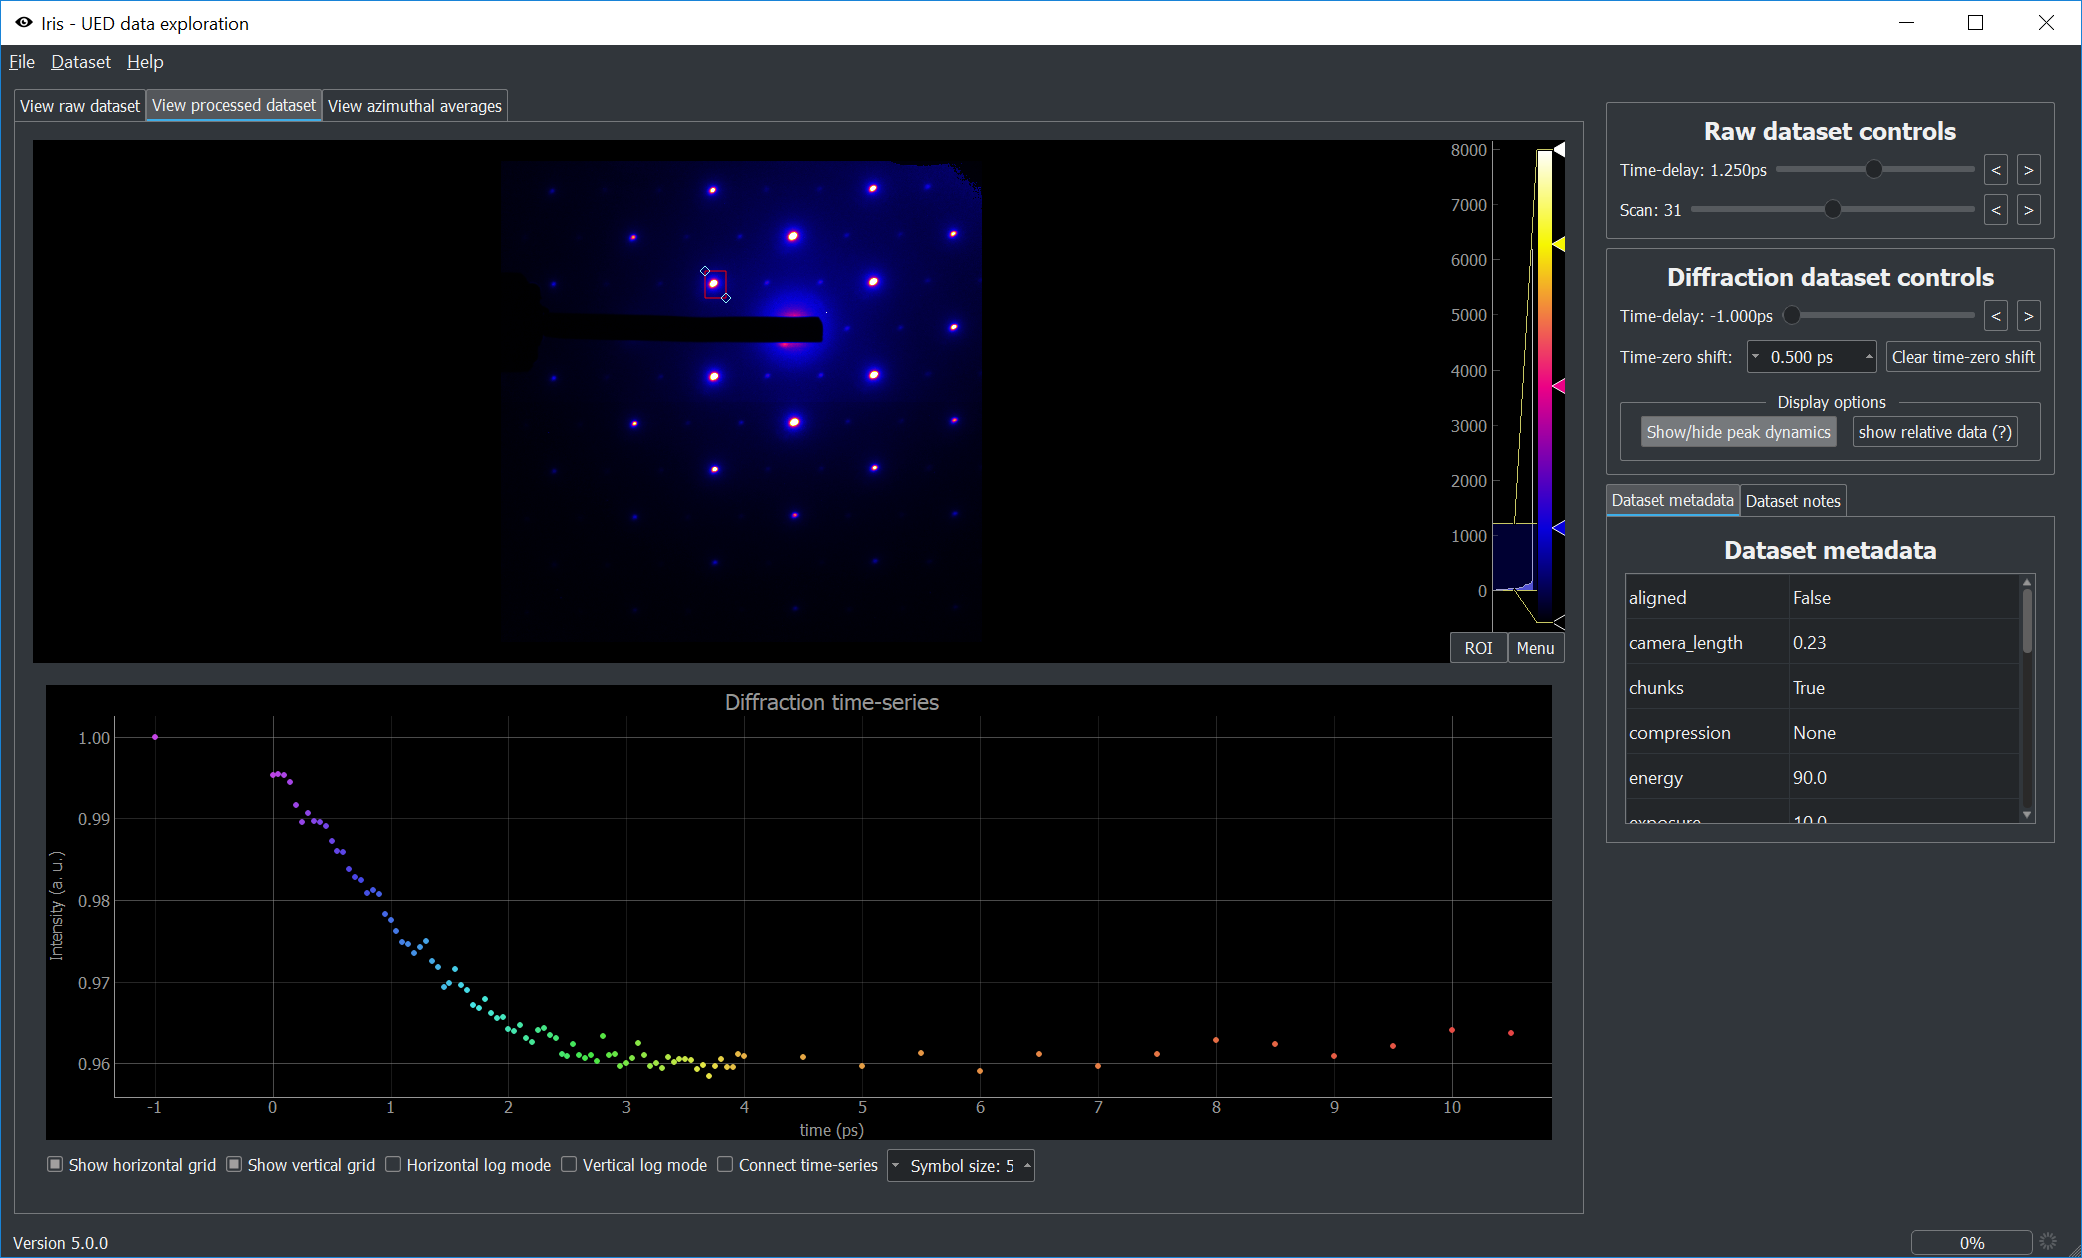 Iris - UED data exploration
File Dataset Help
View raw dataset View processed dataset View azimuthal averages
8000
7000
6000
5000
4000
3000
2000
1000
0
ROI Menu
Diffraction time-series
Intensity (a. u.)
1.00
0.99
0.98
0.97
0.96
-1 0 1 2 3 4 5 6 7 8 9 10
time (ps)
Show horizontal grid Show vertical grid Horizontal log mode Vertical log mode Connect time-series Symbol size: 5
Raw dataset controls
Time-delay: 1.250ps < >
Scan: 31 < >
Diffraction dataset controls
Time-delay: -1.000ps < >
Time-zero shift: 0.500 ps Clear time-zero shift
Display options
Show/hide peak dynamics show relative data (?)
Dataset metadata Dataset notes
Dataset metadata
aligned False
camera_length 0.23
chunks True
compression None
energy 90.0
exposure 10.0
Version 5.0.0
0%